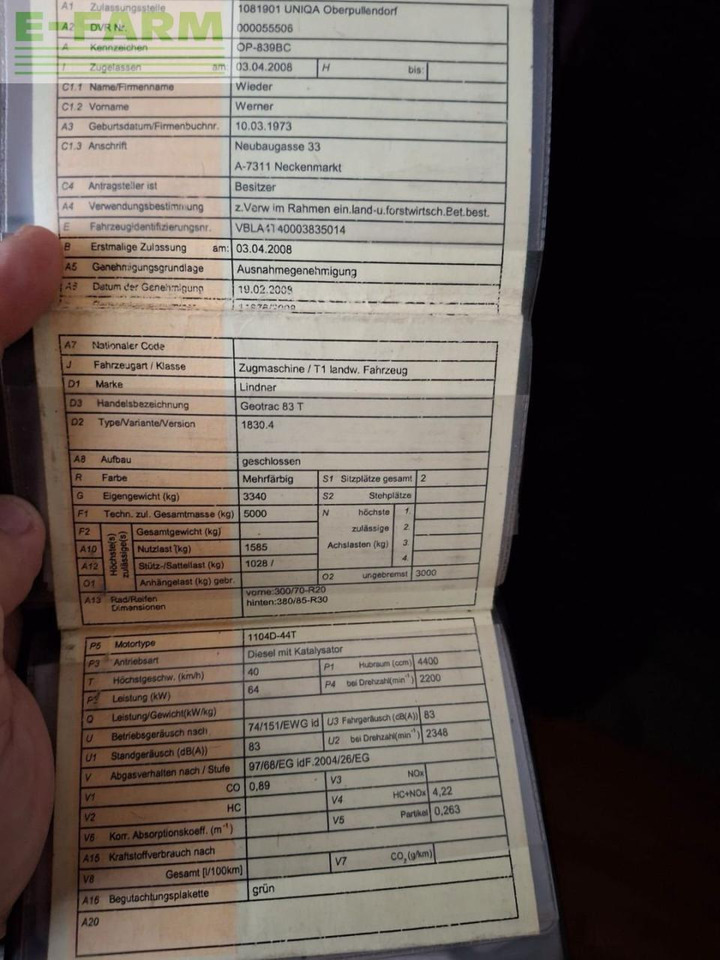 E-FARM
A1 Zulassungsstelle 1081901 UNIQA Oberpullendorf
A2 DVR Nr. 000055506
A Kennzeichen OP-839BC
I Zugelassen am: 03.04.2008 H bis:
C1.1 Name/Firmenname Wieder
C1.2 Vorname Werner
A3 Geburtsdatum/Firmenbuchnr. 10.03.1973
C1.3 Anschrift Neubaugasse 33
A-7311 Neckenmarkt
C4 Antragsteller ist Besitzer
A4 Verwendungsbestimmung z.Verw im Rahmen ein.land-u.forstwirtsch.Bet.best.
E Fahrzeugidentifizierungsnr.
B Erstmalige Zulassung am: 03.04.2008
A5 Genehmigungsgrundlage Ausnahmegenehmigung
A6 Datum der Genehmigung 19.02.2008
A7 Nationaler Code
J Fahrzeugart / Klasse Zugmaschine / T1 landw. Fahrzeug
D1 Marke Lindner
D3 Handelsbezeichnung Geotrac 83 T
D2 Type/Variante/Version 1830.4
A8 Aufbau geschlossen
R Farbe Mehrfärbig S1 Sitzplätze gesamt 2
G Eigengewicht (kg) 3340 S2 Stehplätze
F1 Techn. zul. Gesamtmasse (kg) 5000 N höchste 1.
F2 Höchste(s) zulässige(s) Gesamtgewicht (kg) zulässige 2.
A10 Nutzlast (kg) 1585 Achslasten (kg) 3.
A12 Stütz-/Sattellast (kg) 1028 / 4.
O1 Anhängelast (kg) gebr. O2 ungebremst 3000
A13 Rad/Reifen vorne:300/70-R20
Dimensionen hinten:380/85-R30
P5 Motortype 1104D-44T
P3 Antriebsart Diesel mit Katalysator
T Höchstgeschw. (km/h) 40 P1 Hubraum (ccm) 4400
P2 Leistung (kW) 64 P4 bei Drehzahl(min⁻¹) 2200
Q Leistung/Gewicht(kW/kg)
U Betriebsgeräusch nach 74/151/EWG id U3 Fahrgeräusch (dB(A)) 83
U1 Standgeräusch (dB(A)) 83 U2 bei Drehzahl(min⁻¹) 2348
V Abgasverhalten nach / Stufe 97/68/EG idF.2004/26/EG
V1 CO 0,89 V3 NOx
V2 HC V4 HC+NOx 4,22
V6 Korr. Absorptionskoeff. (m⁻¹) V5 Partikel 0,263
A15 Kraftstoffverbrauch nach
V8 Gesamt [l/100km] V7 CO₂(g/km)
A16 Begutachtungsplakette grün
A20